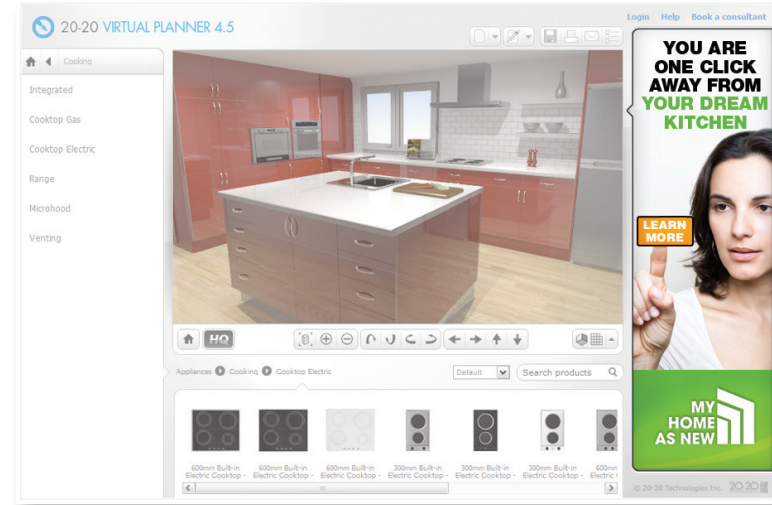 20-20 VIRTUAL PLANNER 4.5
Login Help Book a consultant
Cooking
Integrated
Cooktop Gas
Cooktop Electric
Range
Microhood
Venting
HQ
Appliances Cooking Cooktop Electric
Default
Search products
600mm Built-in
Electric Cooktop -
600mm Built-in
Electric Cooktop -
600mm Built-in
Electric Cooktop -
300mm Built-in
Electric Cooktop -
300mm Built-in
Electric Cooktop -
300mm Built-in
Electric Cooktop -
600mm
Electric
YOU ARE
ONE CLICK
AWAY FROM
YOUR DREAM
KITCHEN
LEARN
MORE
MY
HOME
AS NEW
© 20-20 Technologies Inc. 20 20